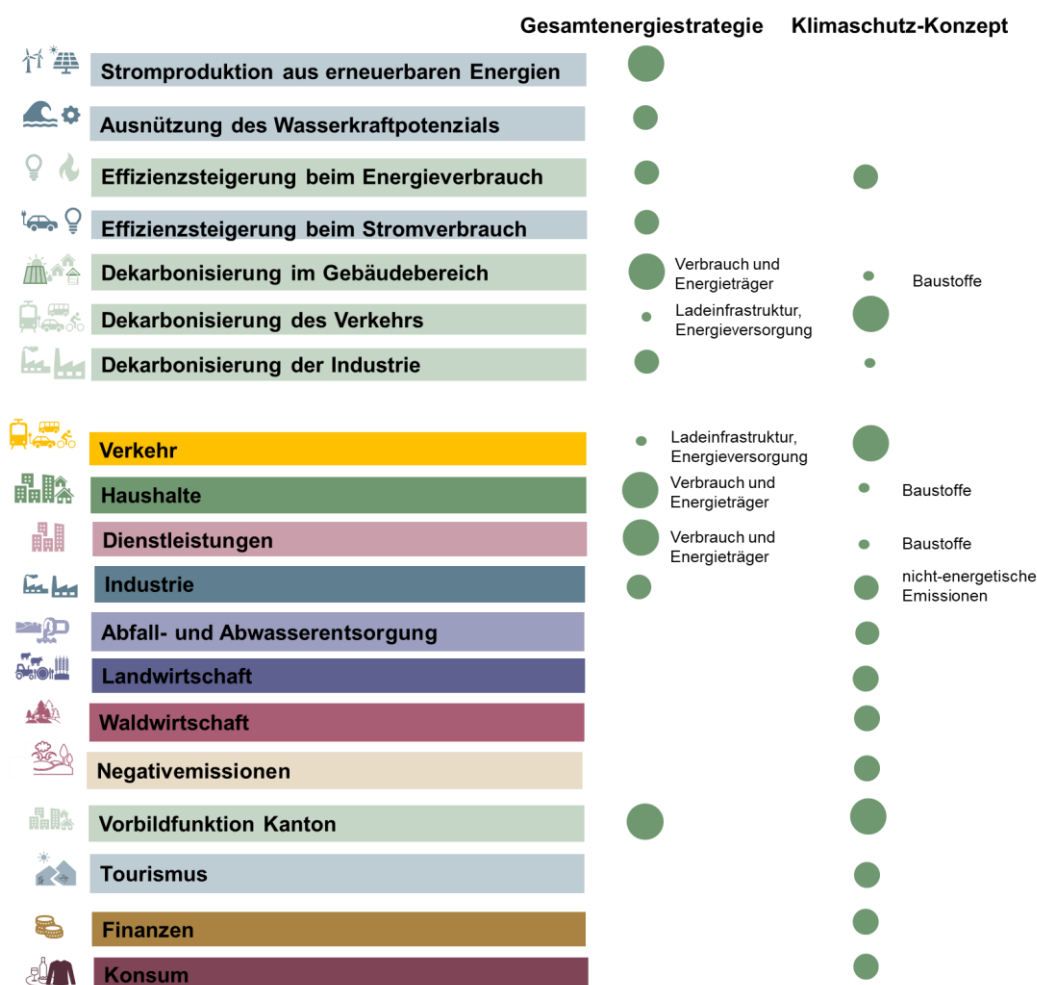 Gesamtenergiestrategie Klimaschutz-Konzept
Stromproduktion aus erneuerbaren Energien
Ausnützung des Wasserkraftpotenzials
Effizienzsteigerung beim Energieverbrauch
Effizienzsteigerung beim Stromverbrauch
Dekarbonisierung im Gebäudebereich
Verbrauch und
Energieträger
Baustoffe
Dekarbonisierung des Verkehrs
Ladeinfrastruktur,
Energieversorgung
Dekarbonisierung der Industrie
Verkehr
Ladeinfrastruktur,
Energieversorgung
Haushalte
Verbrauch und
Energieträger
Baustoffe
Dienstleistungen
Verbrauch und
Energieträger
Baustoffe
Industrie
nicht-energetische
Emissionen
Abfall- und Abwasserentsorgung
Landwirtschaft
Waldwirtschaft
Negativemissionen
Vorbildfunktion Kanton
Tourismus
Finanzen
Konsum